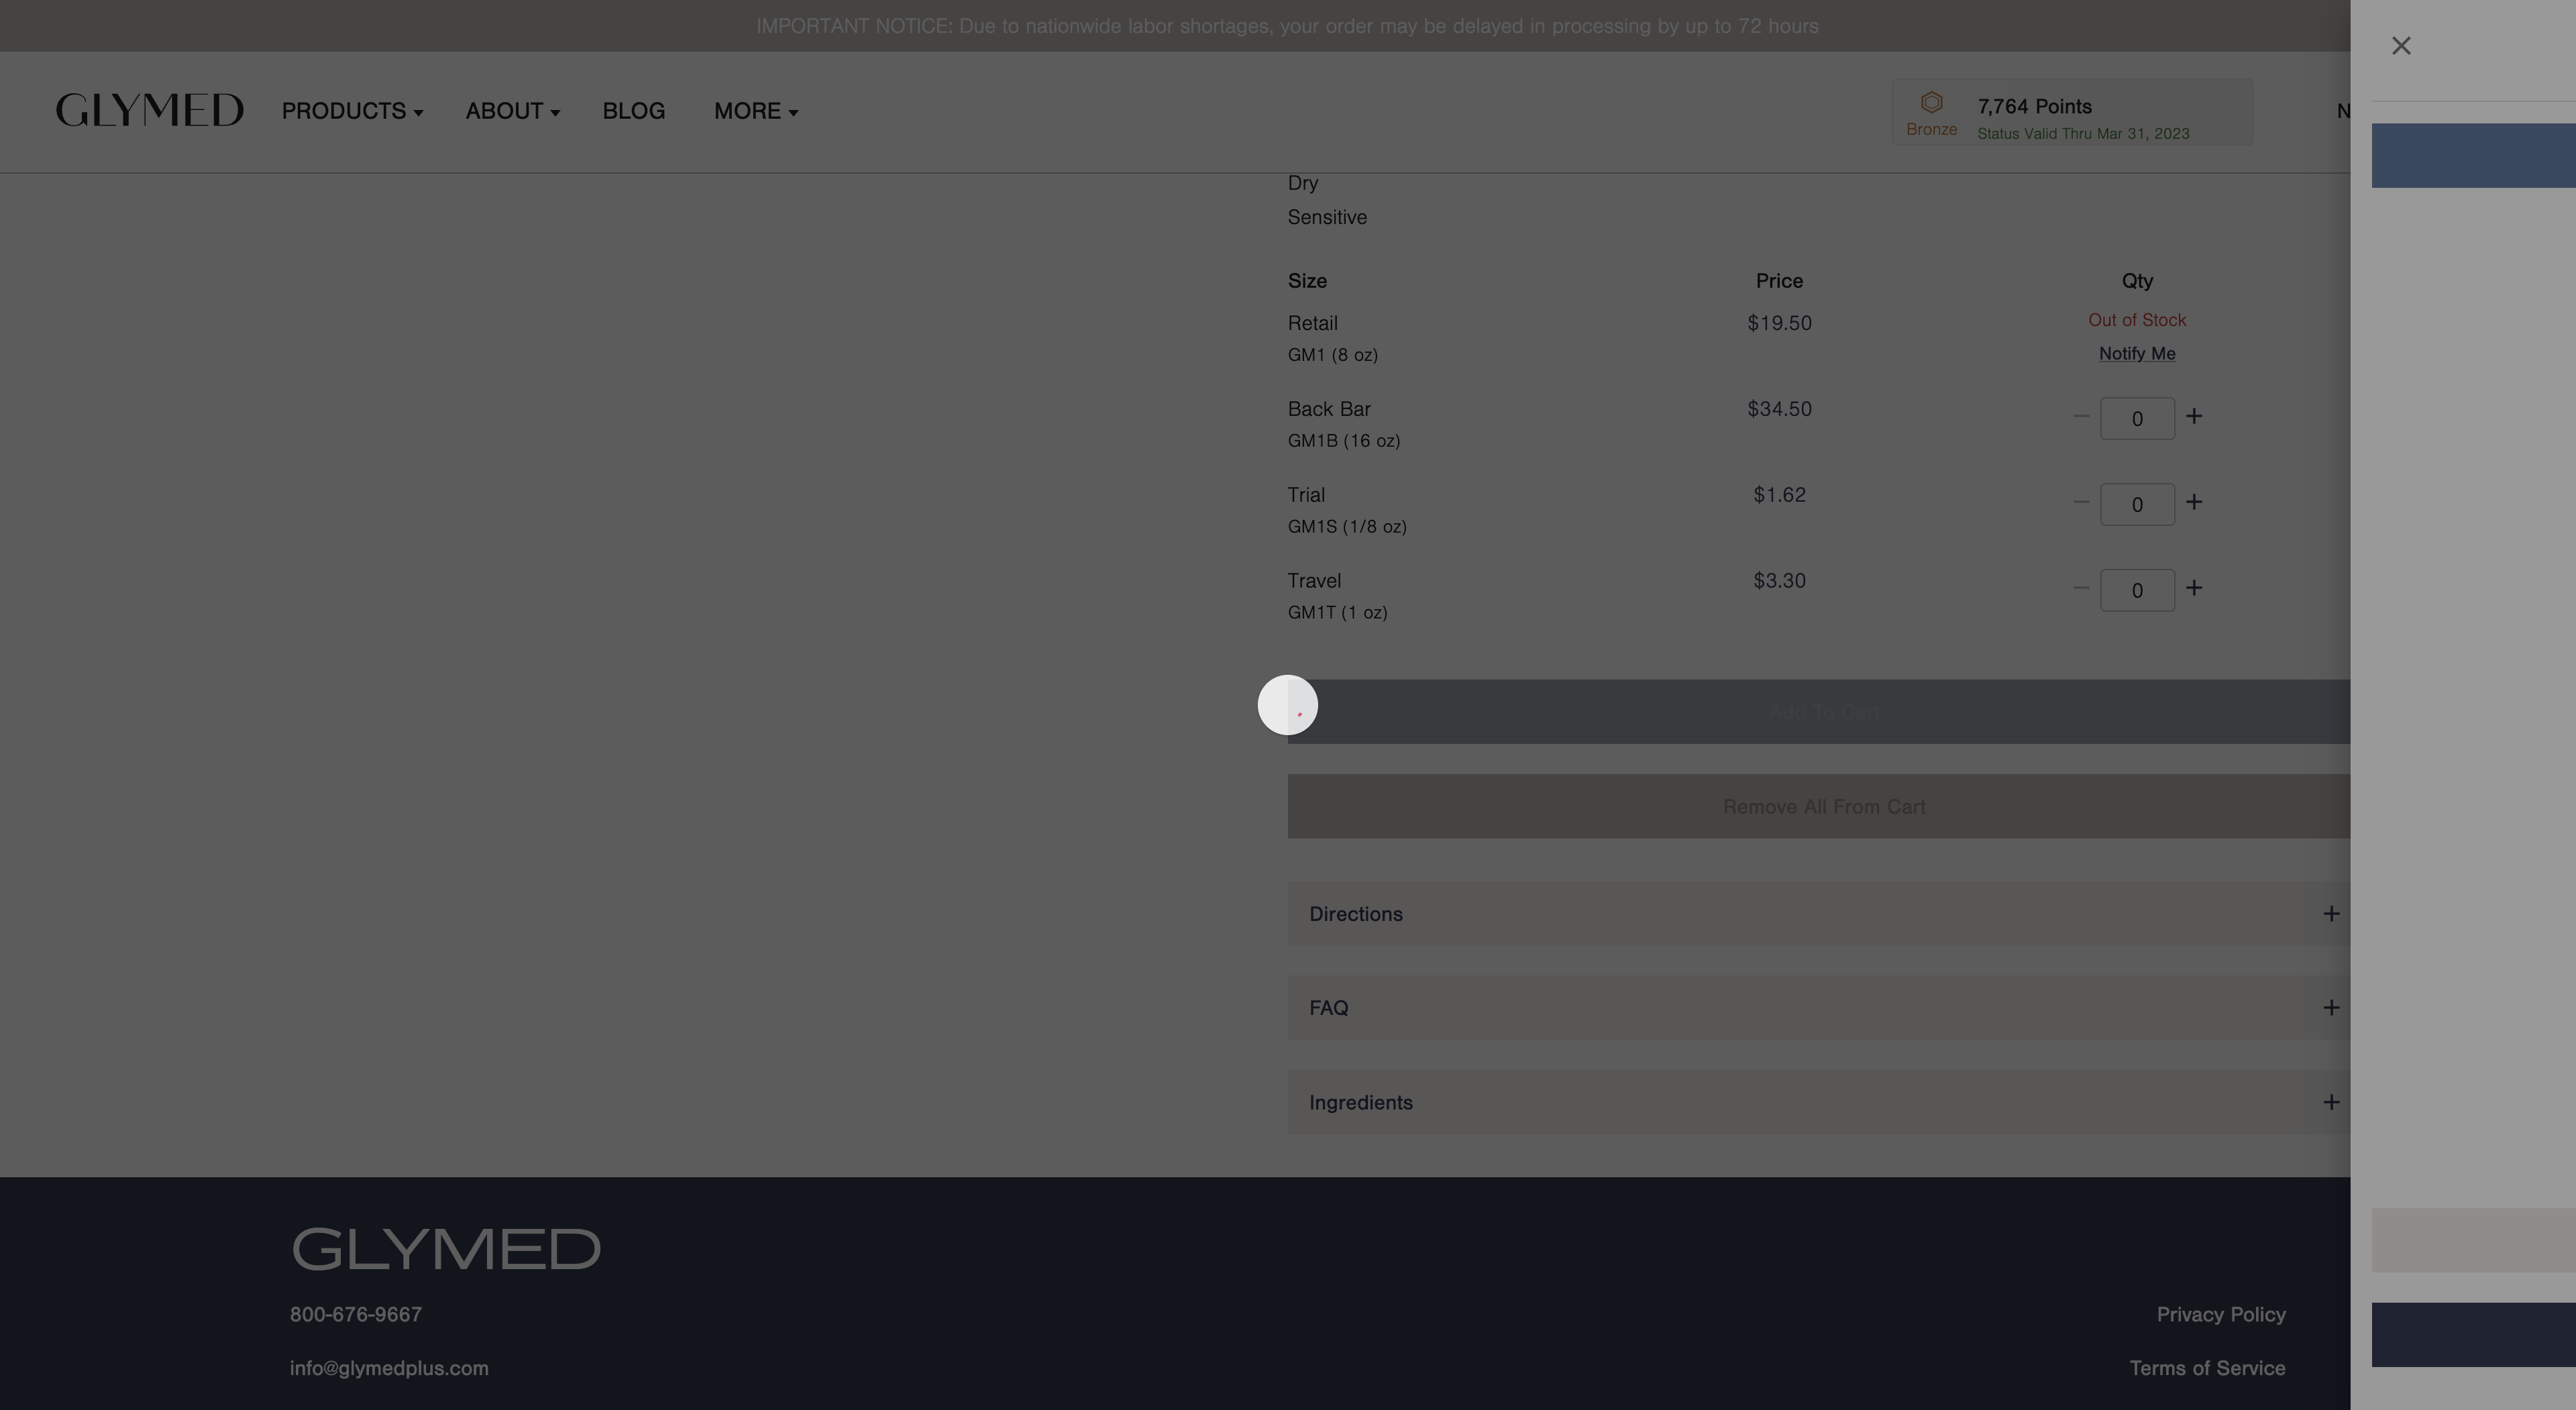 IMPORTANT NOTICE: Due to nationwide labor shortages, your order may be delayed in processing by up to 72 hours
GLYMED PRODUCTS ABOUT BLOG MORE
7,764 Points
Bronze
Status Valid Thru Mar 31, 2023
N
Dry
Sensitive
Size Price Qty
Retail $19.50 Out of Stock
GM1 (8 oz) Notify Me
Back Bar $34.50 0
GM1B (16 oz)
Trial $1.62 0
GM1S (1/8 oz)
Travel $3.30 0
GM1T (1 oz)
Add To Cart
Remove All From Cart
Directions
FAQ
Ingredients
GLYMED
800-676-9667 Privacy Policy
info@glymedplus.com Terms of Service